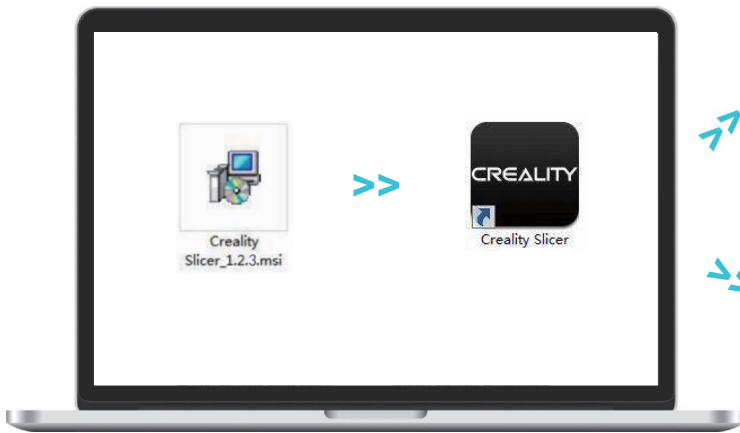 Creality
Slicer_1.2.3.msi
>>
CREALITY
Creality Slicer
>>
>>